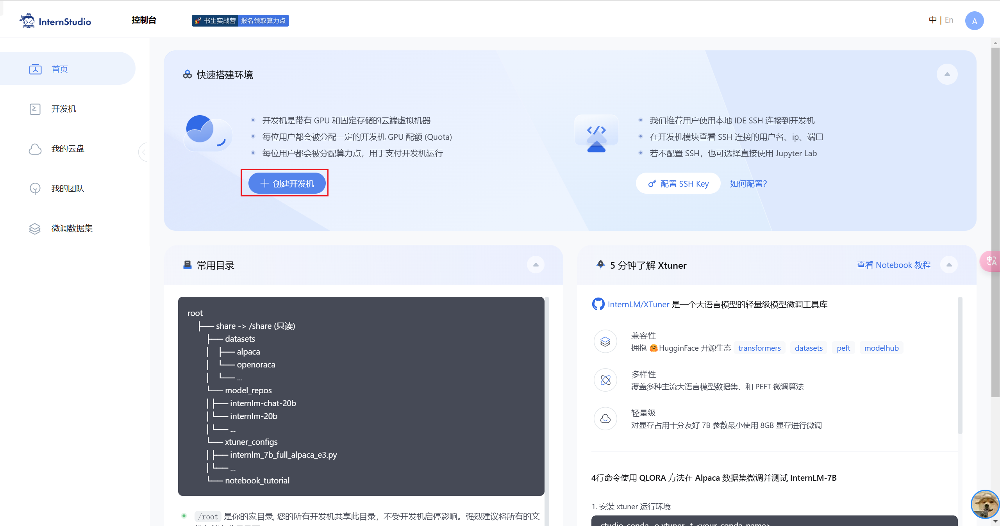 InternStudio
控制台
书生实战营 报名领取算力点
中 | En
A
首页
开发机
我的云盘
我的团队
微调数据集
快速搭建环境
开发机是带有 GPU 和固定存储的云端虚拟机器
每位用户都会被分配一定的开发机 GPU 配额 (Quota)
每位用户都会被分配算力点，用于支付开发机运行
创建开发机
我们推荐用户使用本地 IDE SSH 连接到开发机
在开发机模块查看 SSH 连接的用户名、ip、端口
若不配置 SSH，也可选择直接使用 Jupyter Lab
配置 SSH Key 如何配置?
常用目录
root
├── share -> /share (只读)
├── datasets
│ ├── alpaca
│ └── openoraca
│ └── ...
└── model_repos
│├── internlm-chat-20b
│└── internlm-20b
│└── ...
└── xtuner_configs
│├── internlm_7b_full_alpaca_e3.py
│└── ...
└── notebook_tutorial
/root 是你的家目录, 您的所有开发机共享此目录，不受开发机启停影响。强烈建议将所有的文
5 分钟了解 Xtuner
查看 Notebook 教程
InternLM/XTuner 是一个大语言模型的轻量级模型微调工具库
兼容性
拥抱 🤗HugginFace 开源生态 transformers datasets peft modelhub
多样性
覆盖多种主流大语言模型数据集、和 PEFT 微调算法
轻量级
对显存占用十分友好 7B 参数最小使用 8GB 显存进行微调
4行命令使用 QLORA 方法在 Alpaca 数据集微调并测试 InternLM-7B
1. 安装 xtuner 运行环境
studio-conda -o xtuner -t <your-conda-name>